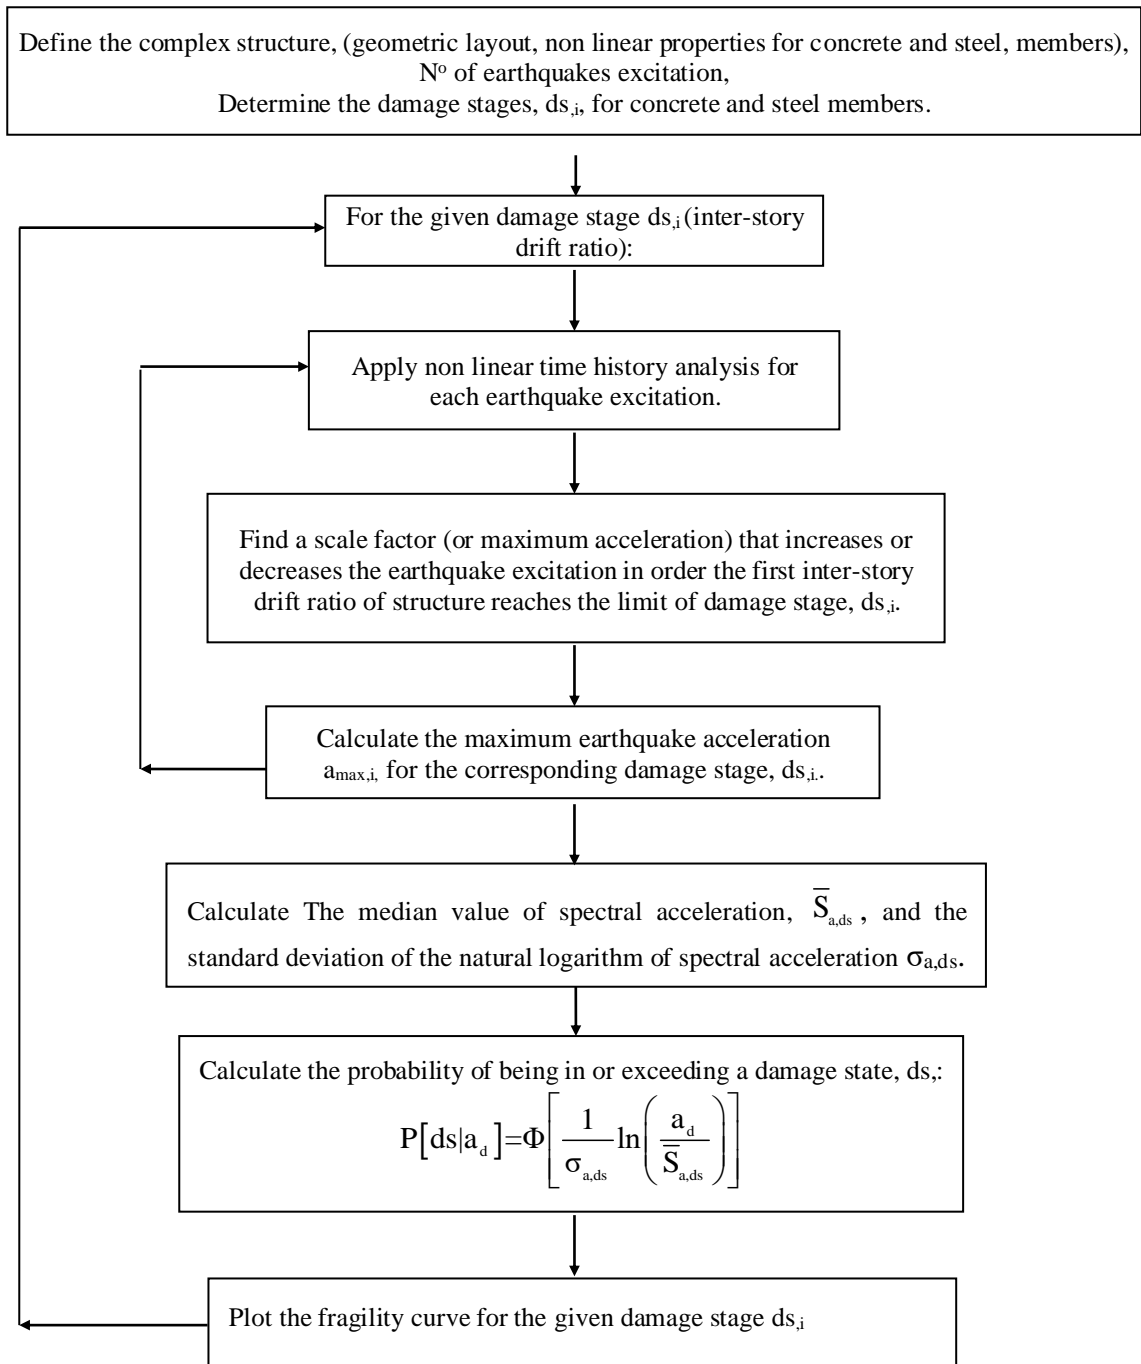 Define the complex structure, (geometric layout, non linear properties for concrete and steel, members),
Nº of earthquakes excitation,
Determine the damage stages, ds,i, for concrete and steel members.
For the given damage stage ds,i (inter-story
drift ratio):
Apply non linear time history analysis for
each earthquake excitation.
Find a scale factor (or maximum acceleration) that increases or
decreases the earthquake excitation in order the first inter-story
drift ratio of structure reaches the limit of damage stage, ds,i.
Calculate the maximum earthquake acceleration
amax,i, for the corresponding damage stage, ds,i..
Calculate The median value of spectral acceleration, S̅a,ds , and the
standard deviation of the natural logarithm of spectral acceleration σa,ds.
Calculate the probability of being in or exceeding a damage state, ds,:
P[ds|ad]=Φ[1/σa,ds ln(ad/S̅a,ds)]
Plot the fragility curve for the given damage stage ds,i